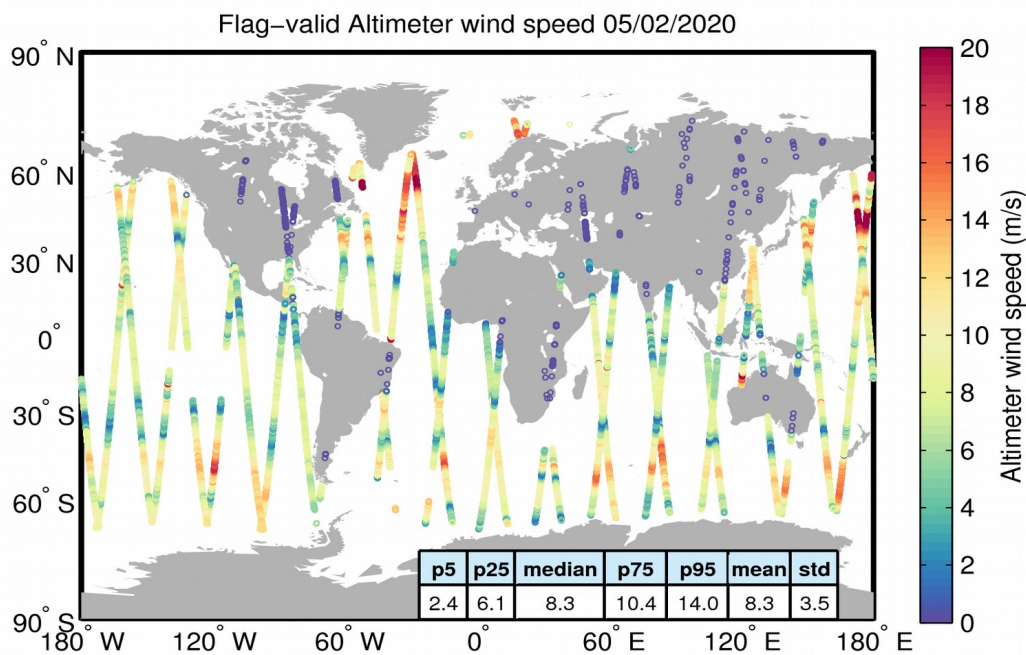 Flag−valid Altimeter wind speed 05/02/2020
90° N
60° N
30° N
0°
30° S
60° S
90° S
180° W
120° W
60° W
0°
60° E
120° E
180° E
p5 p25 median p75 p95 mean std
2.4 6.1 8.3 10.4 14.0 8.3 3.5
20
18
16
14
12
10
8
6
4
2
0
Altimeter wind speed (m/s)